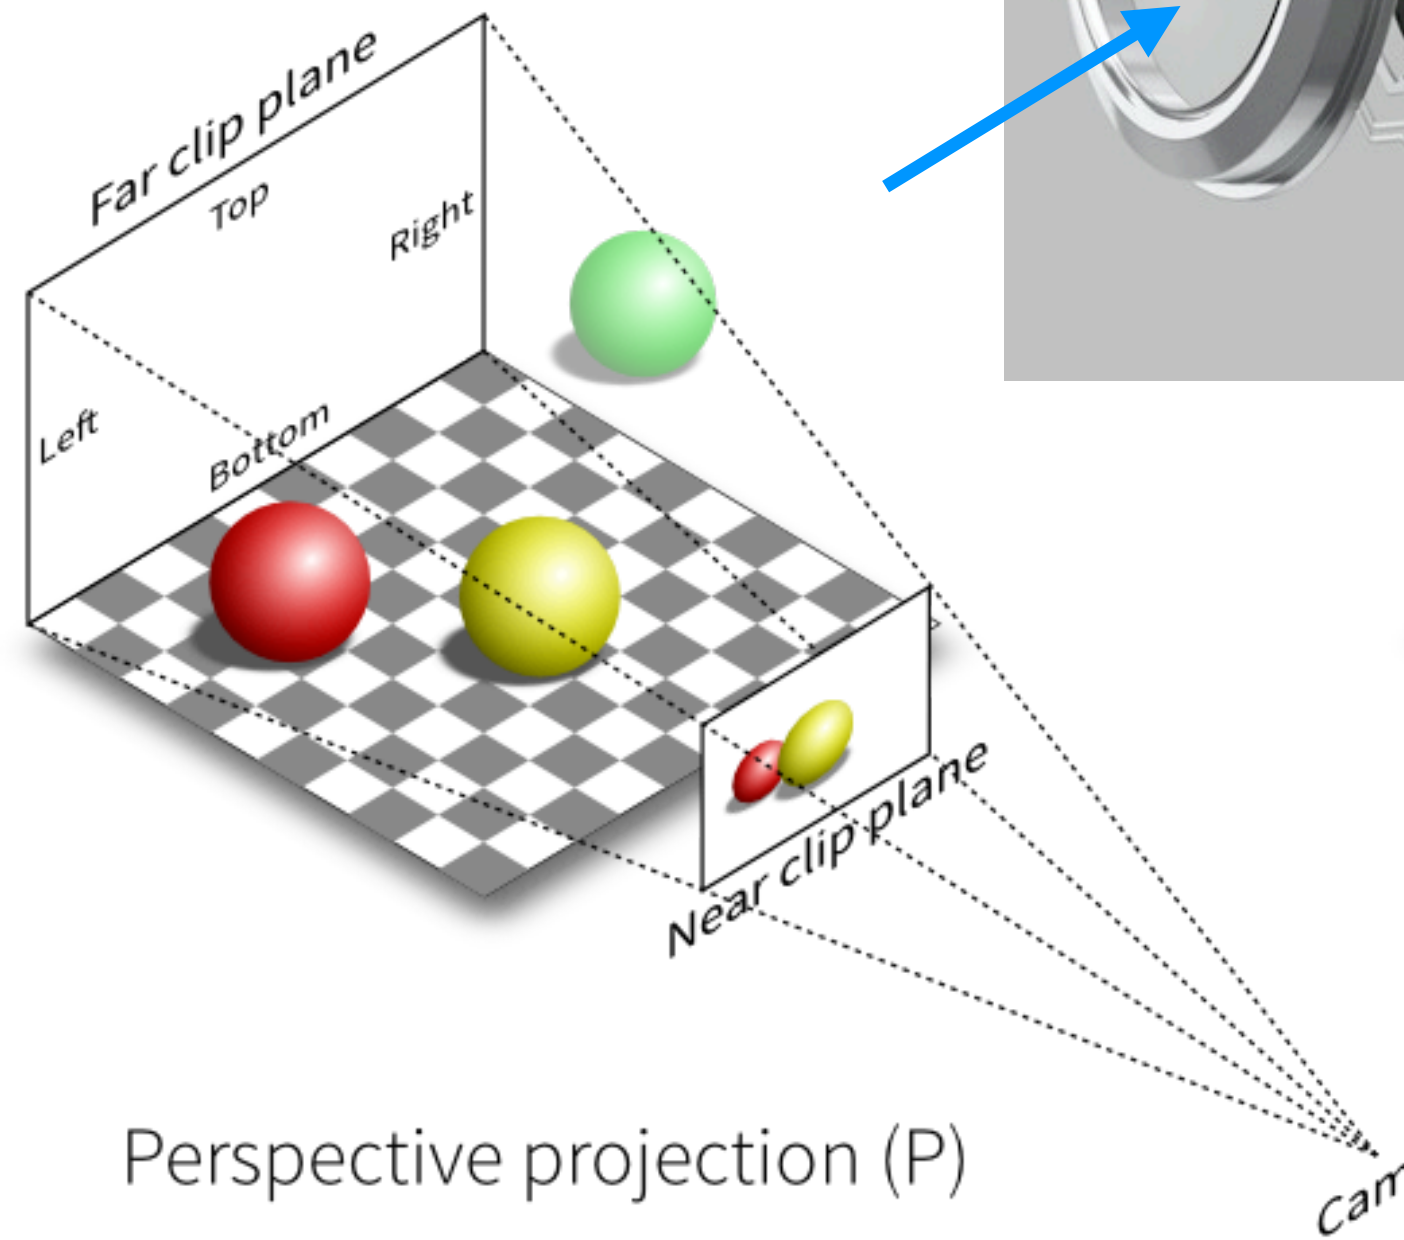 Far clip plane
Top
Right
Left
Bottom
Near clip plane
Perspective projection (P)